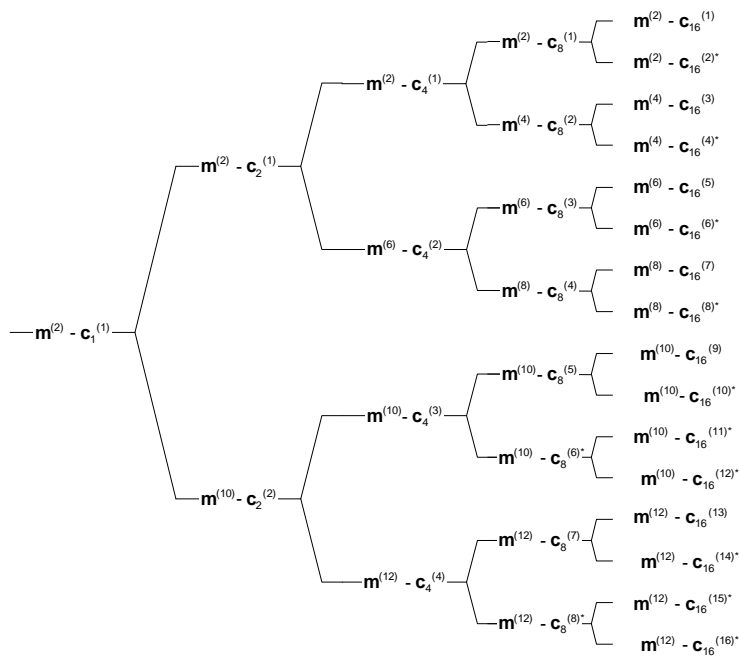 m(2) - c16(1)
m(2) - c8(1)
m(2) - c16(2)*
m(2) - c4(1)
m(4) - c16(3)
m(4) - c8(2)
m(4) - c16(4)*
m(2) - c2(1)
m(6) - c16(5)
m(6) - c8(3)
m(6) - c16(6)*
m(6) - c4(2)
m(8) - c16(7)
m(8) - c8(4)
m(8) - c16(8)*
m(2) - c1(1)
m(10)- c16(9)
m(10)- c8(5)
m(10)- c16(10)*
m(10)- c4(3)
m(10) - c16(11)*
m(10) - c8(6)*
m(10) - c16(12)*
m(10)- c2(2)
m(12) - c16(13)
m(12) - c8(7)
m(12) - c16(14)*
m(12) - c4(4)
m(12) - c16(15)*
m(12) - c8(8)*
m(12) - c16(16)*